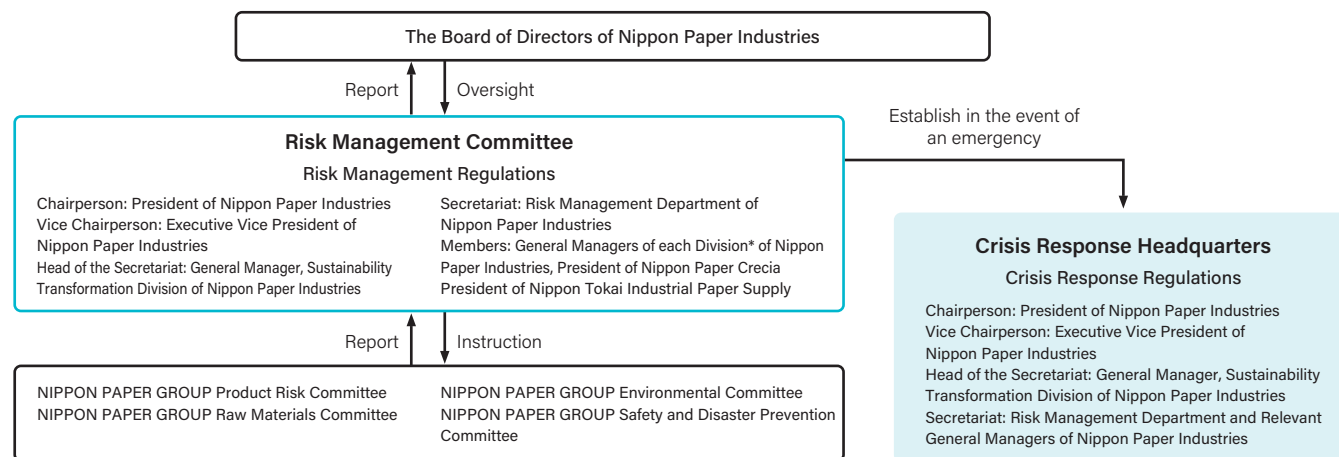 The Board of Directors of Nippon Paper Industries
Report
Oversight
Establish in the event of
an emergency
Risk Management Committee
Risk Management Regulations
Chairperson: President of Nippon Paper Industries
Vice Chairperson: Executive Vice President of
Nippon Paper Industries
Head of the Secretariat: General Manager, Sustainability
Transformation Division of Nippon Paper Industries
Secretariat: Risk Management Department of
Nippon Paper Industries
Members: General Managers of each Division* of Nippon
Paper Industries, President of Nippon Paper Crecia
President of Nippon Tokai Industrial Paper Supply
Report
Instruction
NIPPON PAPER GROUP Product Risk Committee
NIPPON PAPER GROUP Raw Materials Committee
NIPPON PAPER GROUP Environmental Committee
NIPPON PAPER GROUP Safety and Disaster Prevention
Committee
Crisis Response Headquarters
Crisis Response Regulations
Chairperson: President of Nippon Paper Industries
Vice Chairperson: Executive Vice President of
Nippon Paper Industries
Head of the Secretariat: General Manager, Sustainability
Transformation Division of Nippon Paper Industries
Secretariat: Risk Management Department and Relevant
General Managers of Nippon Paper Industries